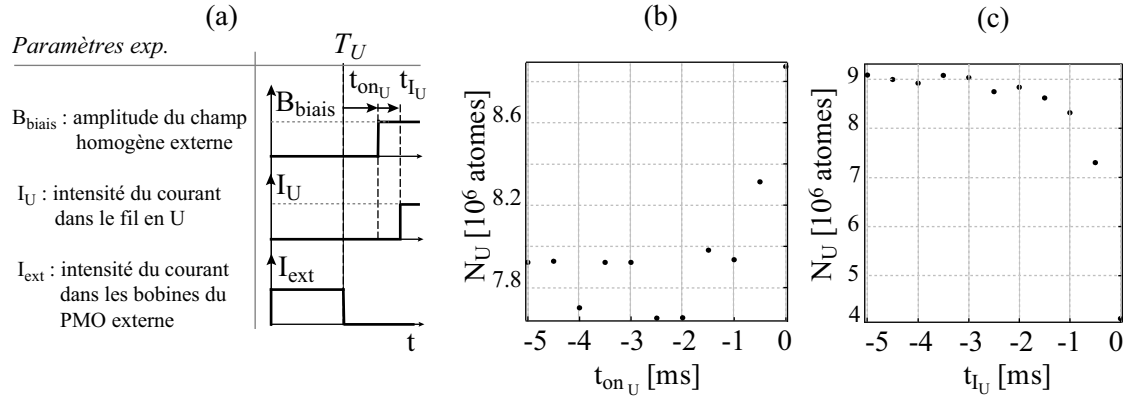 (a)
Paramètres exp.
T_U
t_on_U t_I_U
B_biais
B_biais : amplitude du champ
homogène externe
I_U
I_U : intensité du courant
dans le fil en U
I_ext
I_ext : intensité du courant
dans les bobines du
PMO externe
t
(b)
N_U [10^6 atomes]
8.6
8.2
7.8
-5 -4 -3 -2 -1 0
t_on_U [ms]
(c)
N_U [10^6 atomes]
9
8
7
6
5
4
-5 -4 -3 -2 -1 0
t_I_U [ms]